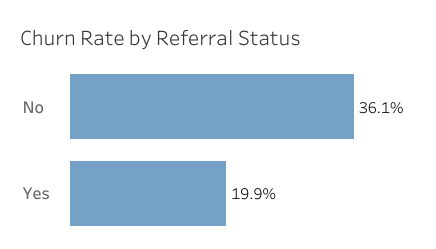 Churn Rate by Referral Status
No 36.1%
Yes 19.9%